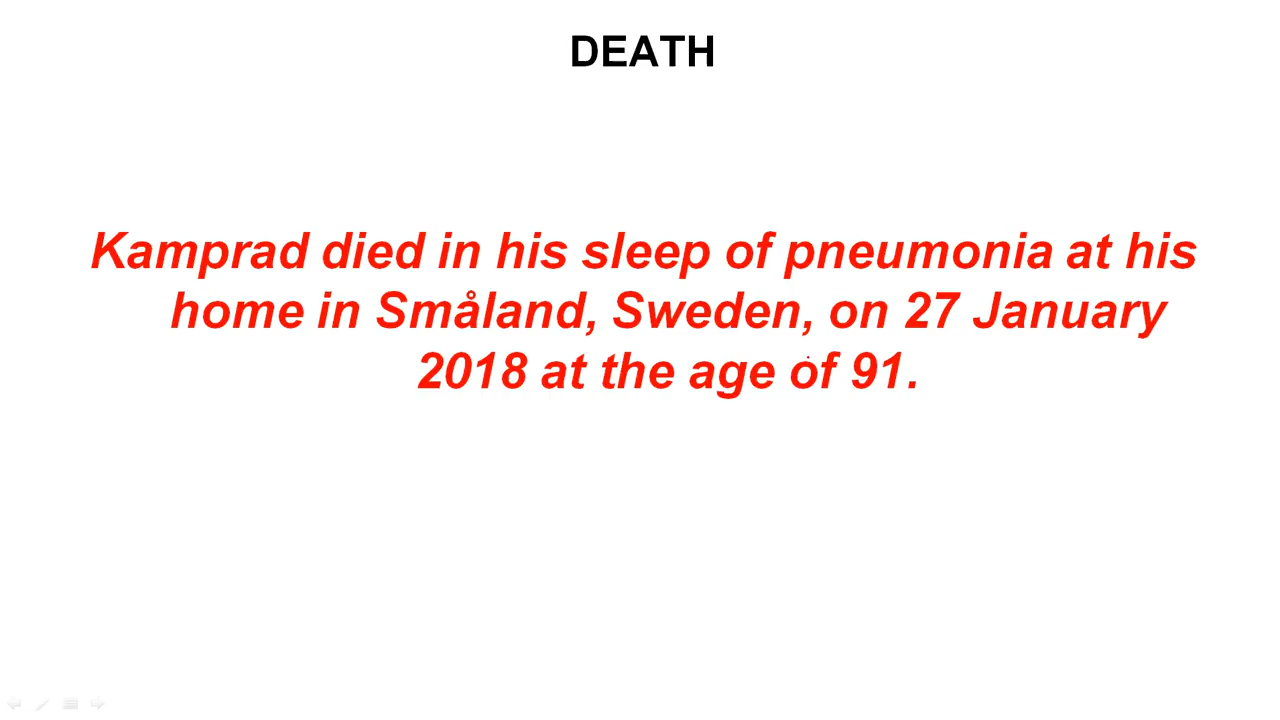 DEATH
Kamprad died in his sleep of pneumonia at his
home in Småland, Sweden, on 27 January
2018 at the age of 91.